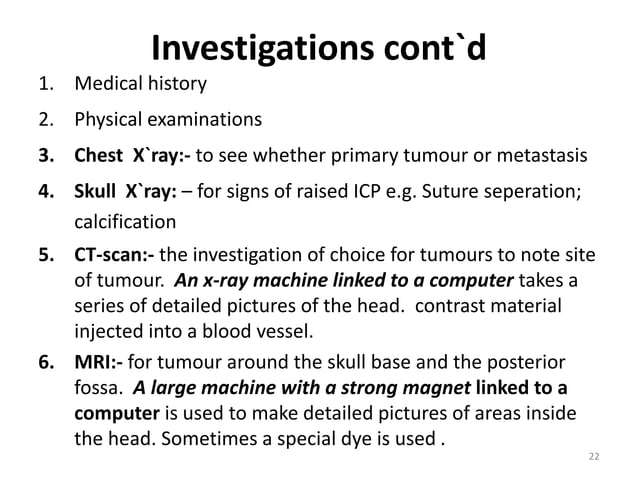 Investigations cont`d
1. Medical history
2. Physical examinations
3. Chest X`ray:- to see whether primary tumour or metastasis
4. Skull X`ray: – for signs of raised ICP e.g. Suture seperation;
calcification
5. CT-scan:- the investigation of choice for tumours to note site
of tumour. An x-ray machine linked to a computer takes a
series of detailed pictures of the head. contrast material
injected into a blood vessel.
6. MRI:- for tumour around the skull base and the posterior
fossa. A large machine with a strong magnet linked to a
computer is used to make detailed pictures of areas inside
the head. Sometimes a special dye is used .
22